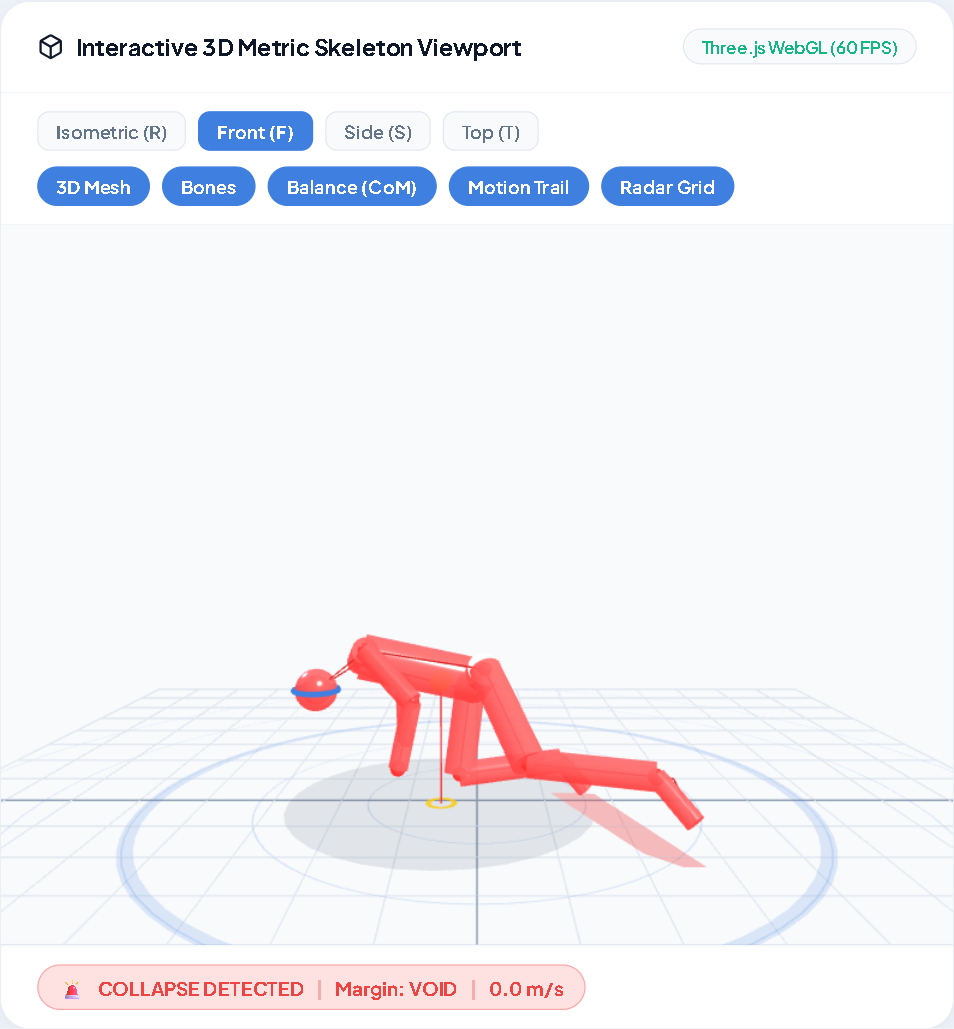 Interactive 3D Metric Skeleton Viewport
Three.js WebGL (60 FPS)
Isometric (R) Front (F) Side (S) Top (T)
3D Mesh Bones Balance (CoM) Motion Trail Radar Grid
COLLAPSE DETECTED | Margin: VOID | 0.0 m/s